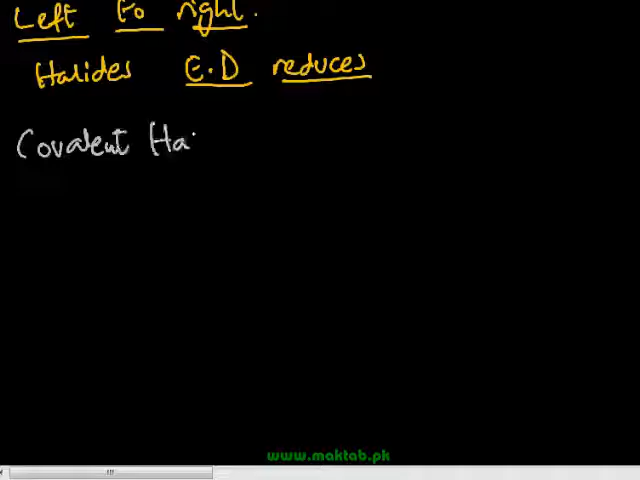 Left to right.
Halides E.D reduces
Covalent Ha
www.maktab.pk